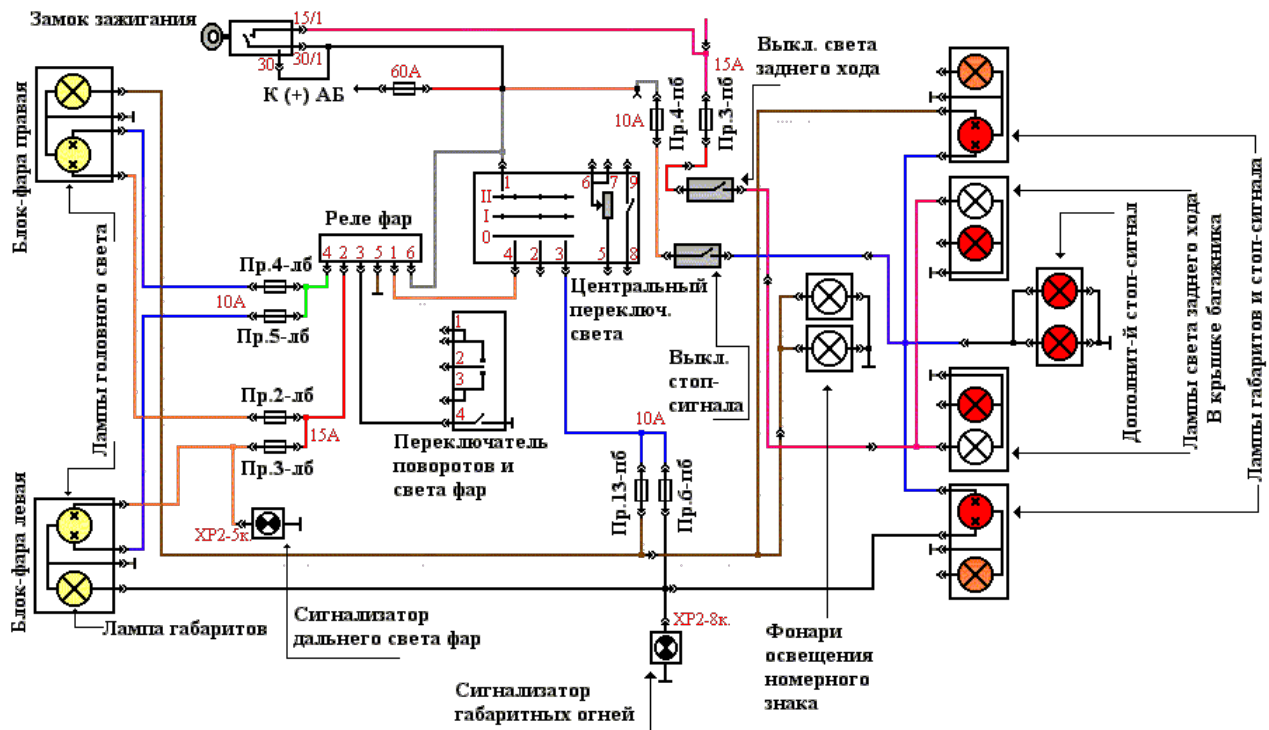 Замок зажигания
15/1
30/1
30
60А
К (+) АБ
15А
10А
Пр.4-пб
Пр.3-пб
Выкл. света
заднего хода
Блок-фара правая
Лампы головного света
Реле фар
4 2 3 5 1 6
1
6 7 9
II
I
0
4 2 3 5 8
Центральный
переключ.
света
Пр.4-лб
10А
Пр.5-лб
1
2
3
4
Переключатель
поворотов и
света фар
Выкл.
стоп-
сигнала
Пр.2-лб
15А
Пр.3-лб
10А
Пр.13-пб
Пр.6-пб
Дополнит-й стоп-сигнал
Лампы света заднего хода
В крышке багажника
Лампы габаритов и стоп-сигнала
Блок-фара левая
ХР2-5к.
Лампа габаритов
Сигнализатор
дальнего света фар
ХР2-8к.
Сигнализатор
габаритных огней
Фонари
освещения
номерного
знака